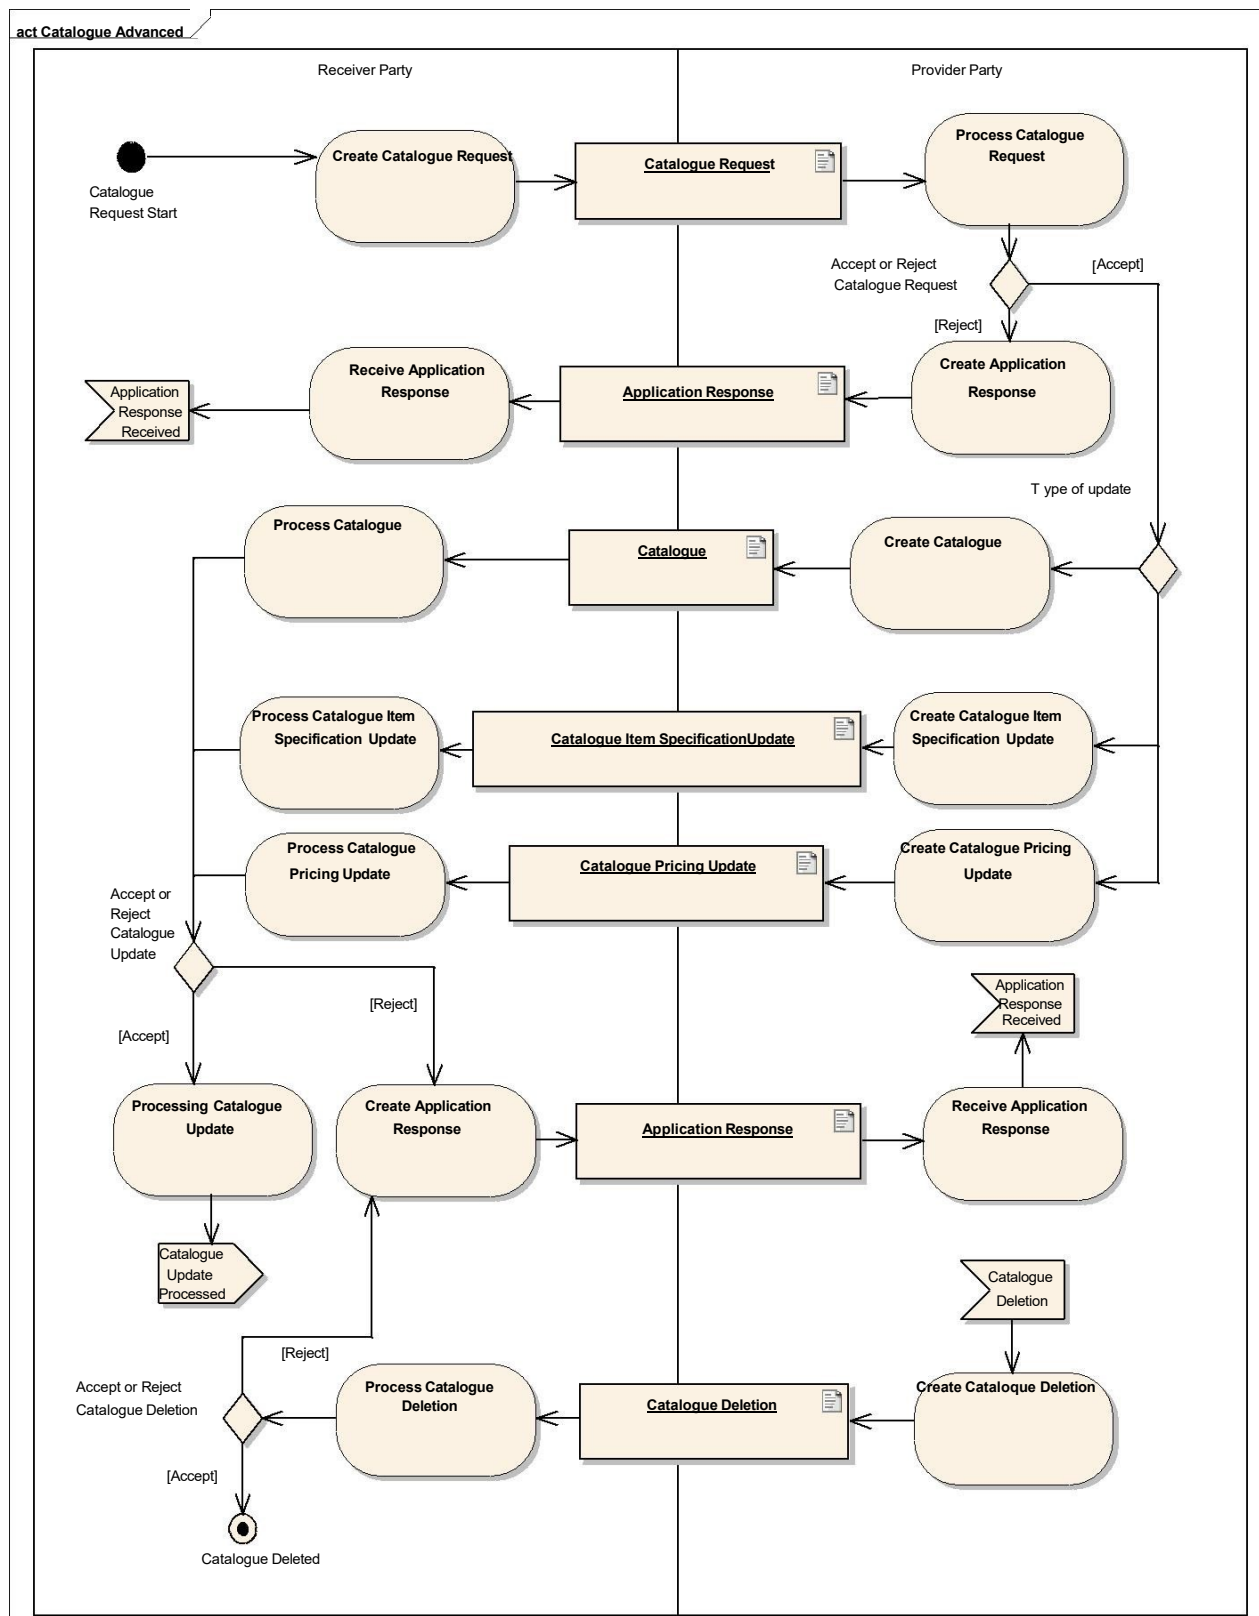 act Catalogue Advanced
Receiver Party
Provider Party
Create Catalogue Request
Catalogue Request
Process Catalogue
Request
Catalogue
Request Start
Accept or Reject
Catalogue Request
[Accept]
[Reject]
Application
Response
Received
Receive Application
Response
Application Response
Create Application
Response
T ype of update
Process Catalogue
Catalogue
Create Catalogue
Process Catalogue Item
Specification Update
Catalogue Item SpecificationUpdate
Create Catalogue Item
Specification Update
Process Catalogue
Pricing Update
Catalogue Pricing Update
Create Catalogue Pricing
Update
Accept or
Reject
Catalogue
Update
[Reject]
[Accept]
Application
Response
Received
Processing Catalogue
Update
Create Application
Response
Application Response
Receive Application
Response
Catalogue
Update
Processed
Catalogue
Deletion
[Reject]
Accept or Reject
Catalogue Deletion
Process Catalogue
Deletion
Catalogue Deletion
Create Cataloque Deletion
[Accept]
Catalogue Deleted